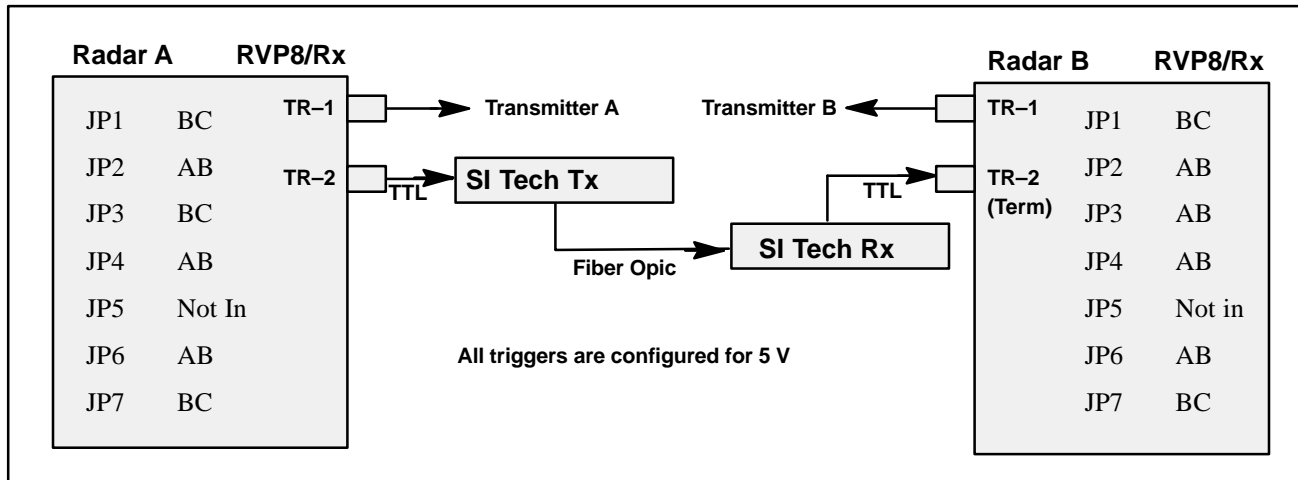 Radar A RVP8/Rx
JP1 BC
JP2 AB
JP3 BC
JP4 AB
JP5 Not In
JP6 AB
JP7 BC
TR–1
TR–2
Transmitter A
TTL
SI Tech Tx
Fiber Opic
SI Tech Rx
TTL
Transmitter B
All triggers are configured for 5 V
Radar B RVP8/Rx
TR–1
TR–2
(Term)
JP1 BC
JP2 AB
JP3 AB
JP4 AB
JP5 Not in
JP6 AB
JP7 BC